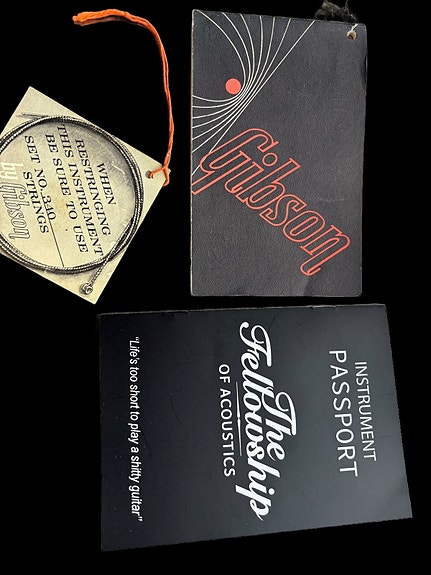 WHEN
RESTRINGING
THIS INSTRUMENT
BE SURE TO USE
SET NO. 340
STRINGS
by Gibson
Gibson
INSTRUMENT
PASSPORT
The
Fellowship
OF ACOUSTICS
"Life's too short to play a shitty guitar"